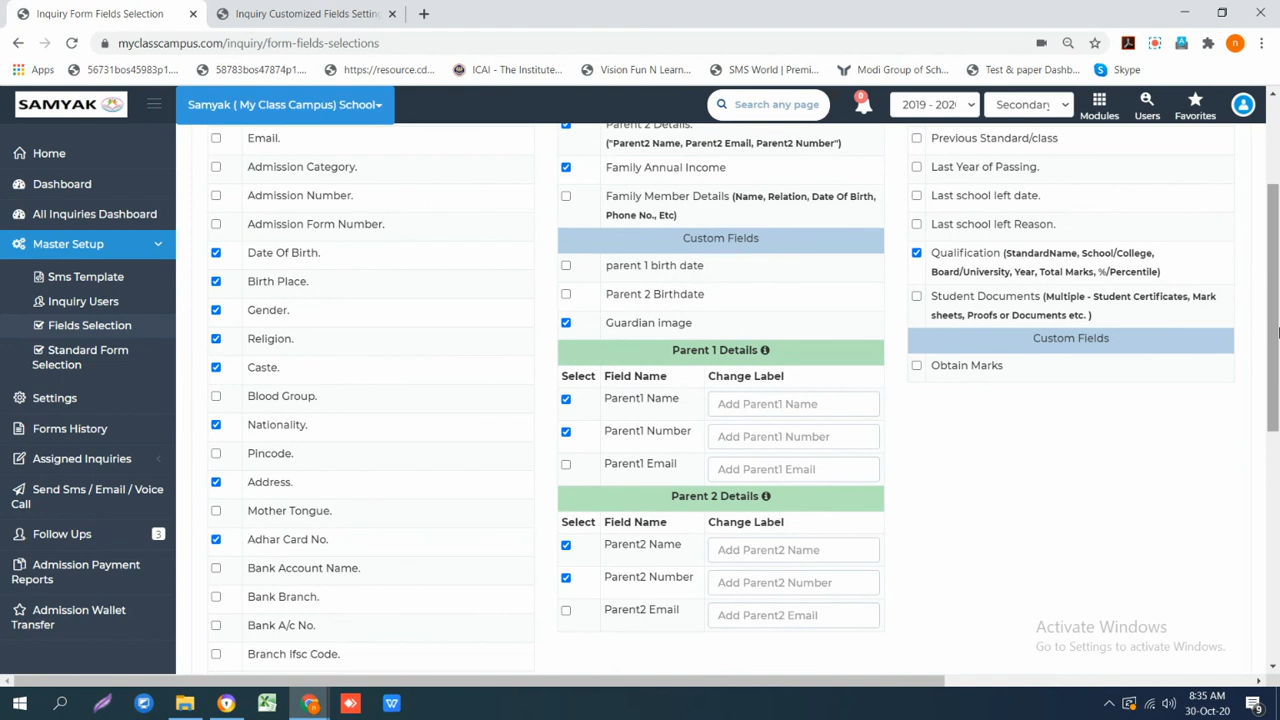 Inquiry Form Fields Selection
Inquiry Customized Fields Settin
myclasscampus.com/inquiry/form-fields-selections
n
Apps
56731bos45983p1....
58783bos47874p1....
https://resource.cd...
ICAI - The Institute...
Vision Fun N Learn...
SMS World | Premi...
Modi Group of Sch...
Test & paper Dashb...
Skype
SAMYAK
Samyak ( My Class Campus) School
Search any page
0
2019 - 202
Secondary
Modules
Users
Favorites
Home
Dashboard
All Inquiries Dashboard
Master Setup
Sms Template
Inquiry Users
Fields Selection
Standard Form
Selection
Settings
Forms History
Assigned Inquiries
Send Sms / Email / Voice
Call
Follow Ups
3
Admission Payment
Reports
Admission Wallet
Transfer
Email.
Admission Category.
Admission Number.
Admission Form Number.
Date Of Birth.
Birth Place.
Gender.
Religion.
Caste.
Blood Group.
Nationality.
Pincode.
Address.
Mother Tongue.
Adhar Card No.
Bank Account Name.
Bank Branch.
Bank A/c No.
Branch Ifsc Code.
Parent 2 Details.
("Parent2 Name, Parent2 Email, Parent2 Number")
Family Annual Income
Family Member Details (Name, Relation, Date Of Birth,
Phone No., Etc)
Custom Fields
parent 1 birth date
Parent 2 Birthdate
Guardian image
Parent 1 Details
Select Field Name Change Label
Parent1 Name Add Parent1 Name
Parent1 Number Add Parent1 Number
Parent1 Email Add Parent1 Email
Parent 2 Details
Select Field Name Change Label
Parent2 Name Add Parent2 Name
Parent2 Number Add Parent2 Number
Parent2 Email Add Parent2 Email
Previous Standard/class
Last Year of Passing.
Last school left date.
Last school left Reason.
Qualification (StandardName, School/College,
Board/University, Year, Total Marks, %/Percentile)
Student Documents (Multiple - Student Certificates, Mark
sheets, Proofs or Documents etc. )
Custom Fields
Obtain Marks
Activate Windows
Go to Settings to activate Windows.
8:35 AM
30-Oct-20
9